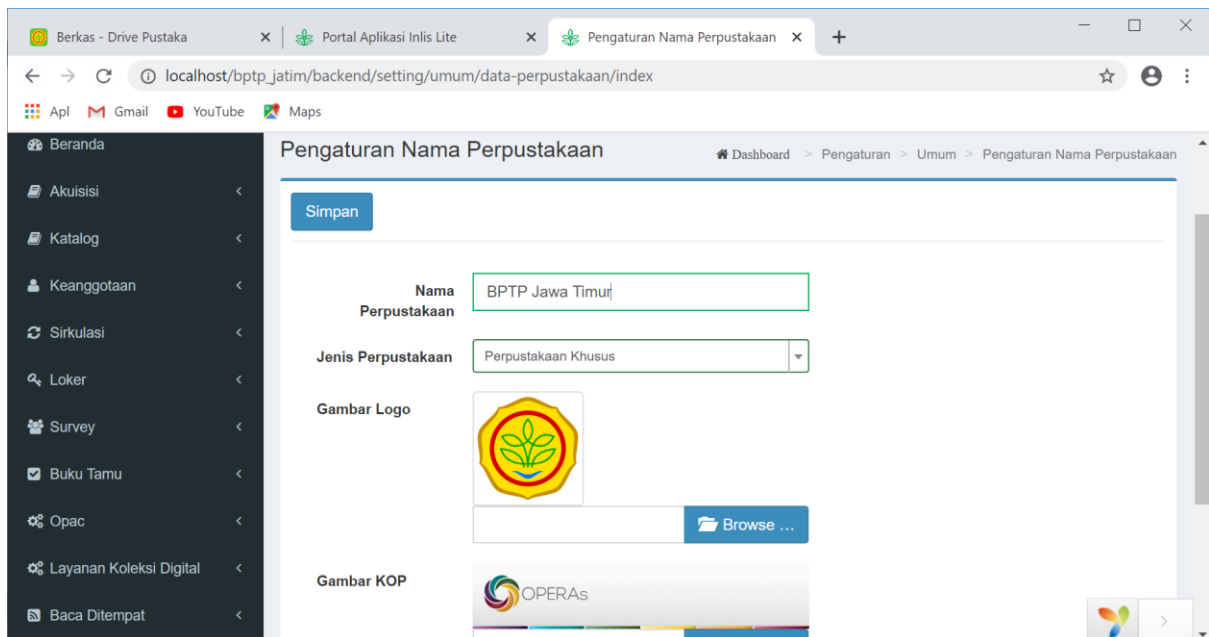 Berkas - Drive Pustaka
Portal Aplikasi Inlis Lite
Pengaturan Nama Perpustakaan
localhost/bptp_jatim/backend/setting/umum/data-perpustakaan/index
Apl Gmail YouTube Maps
Beranda
Akuisisi
Katalog
Keanggotaan
Sirkulasi
Loker
Survey
Buku Tamu
Opac
Layanan Koleksi Digital
Baca Ditempat
Pengaturan Nama Perpustakaan
Dashboard > Pengaturan > Umum > Pengaturan Nama Perpustakaan
Simpan
Nama
Perpustakaan
BPTP Jawa Timur
Jenis Perpustakaan
Perpustakaan Khusus
Gambar Logo
Browse ...
Gambar KOP
OPERAs